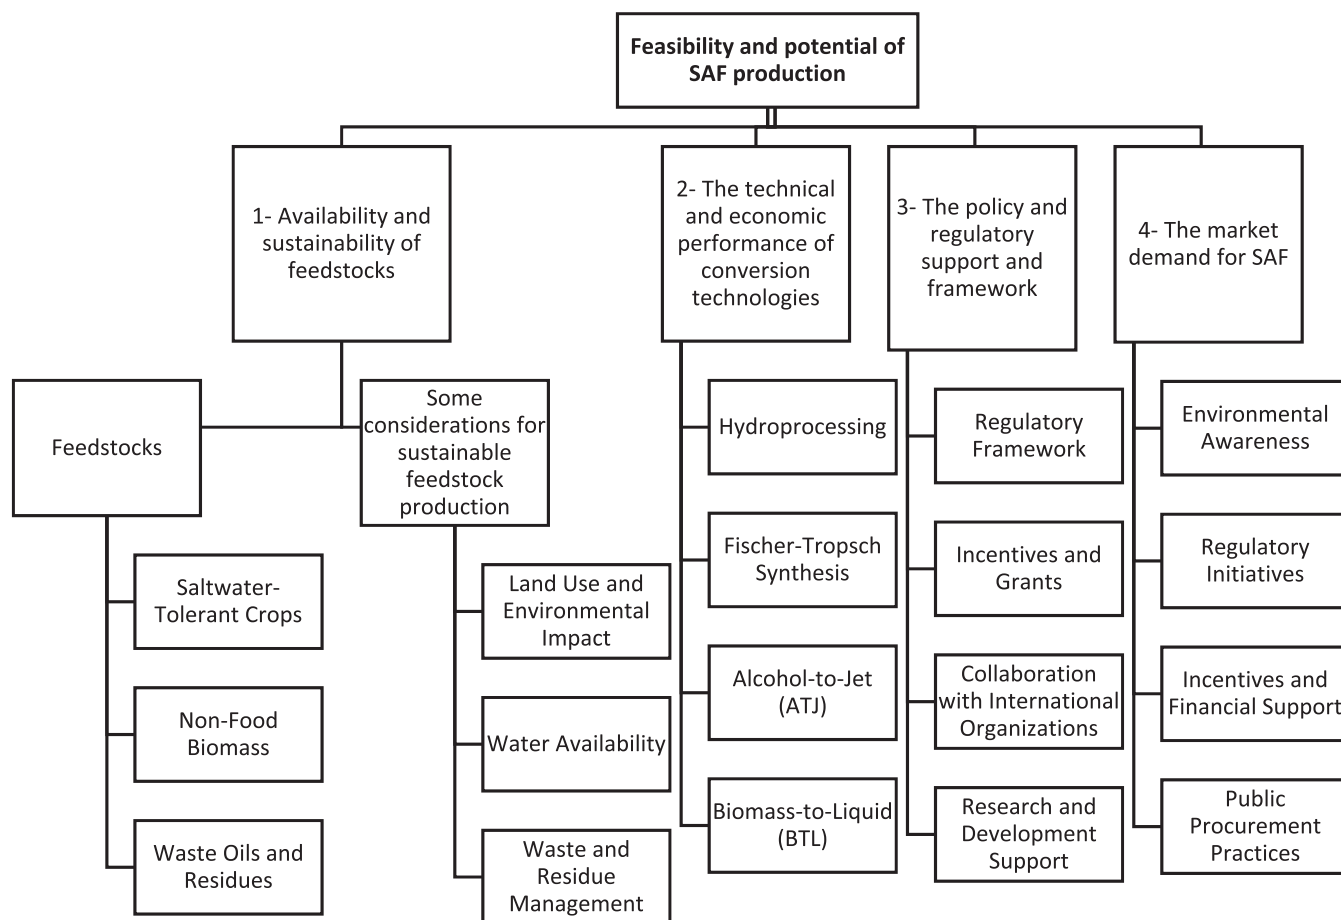 Feasibility and potential of
SAF production
1- Availability and
sustainability of
feedstocks
2- The technical
and economic
performance of
conversion
technologies
3- The policy and
regulatory
support and
framework
4- The market
demand for SAF
Feedstocks
Some
considerations for
sustainable
feedstock
production
Saltwater-
Tolerant Crops
Non-Food
Biomass
Waste Oils and
Residues
Land Use and
Environmental
Impact
Water Availability
Waste and
Residue
Management
Hydroprocessing
Fischer-Tropsch
Synthesis
Alcohol-to-Jet
(ATJ)
Biomass-to-Liquid
(BTL)
Regulatory
Framework
Incentives and
Grants
Collaboration
with International
Organizations
Research and
Development
Support
Environmental
Awareness
Regulatory
Initiatives
Incentives and
Financial Support
Public
Procurement
Practices